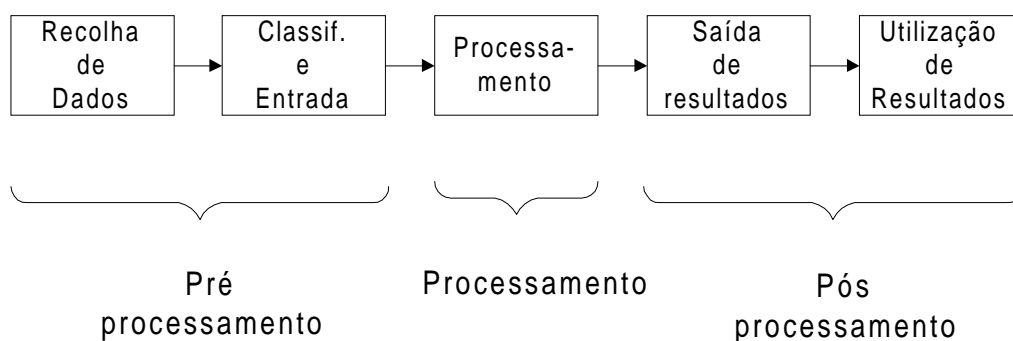 Recolha
de
Dados
Classif.
e
Entrada
Processa-
mento
Saída
de
resultados
Utilização
de
Resultados
Pré
processamento
Processamento
Pós
processamento